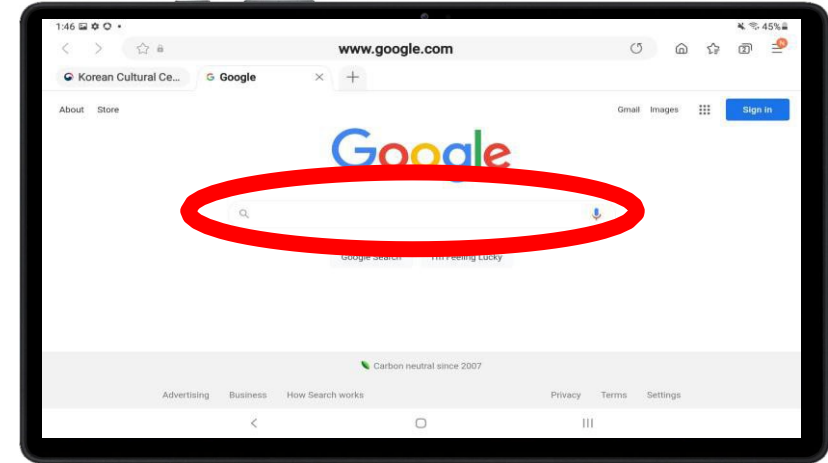 1:46 45%
www.google.com
2
Korean Cultural Ce... G Google
About Store Gmail Images Sign in
Google
Google Search I'm Feeling Lucky
Carbon neutral since 2007
Advertising Business How Search works Privacy Terms Settings